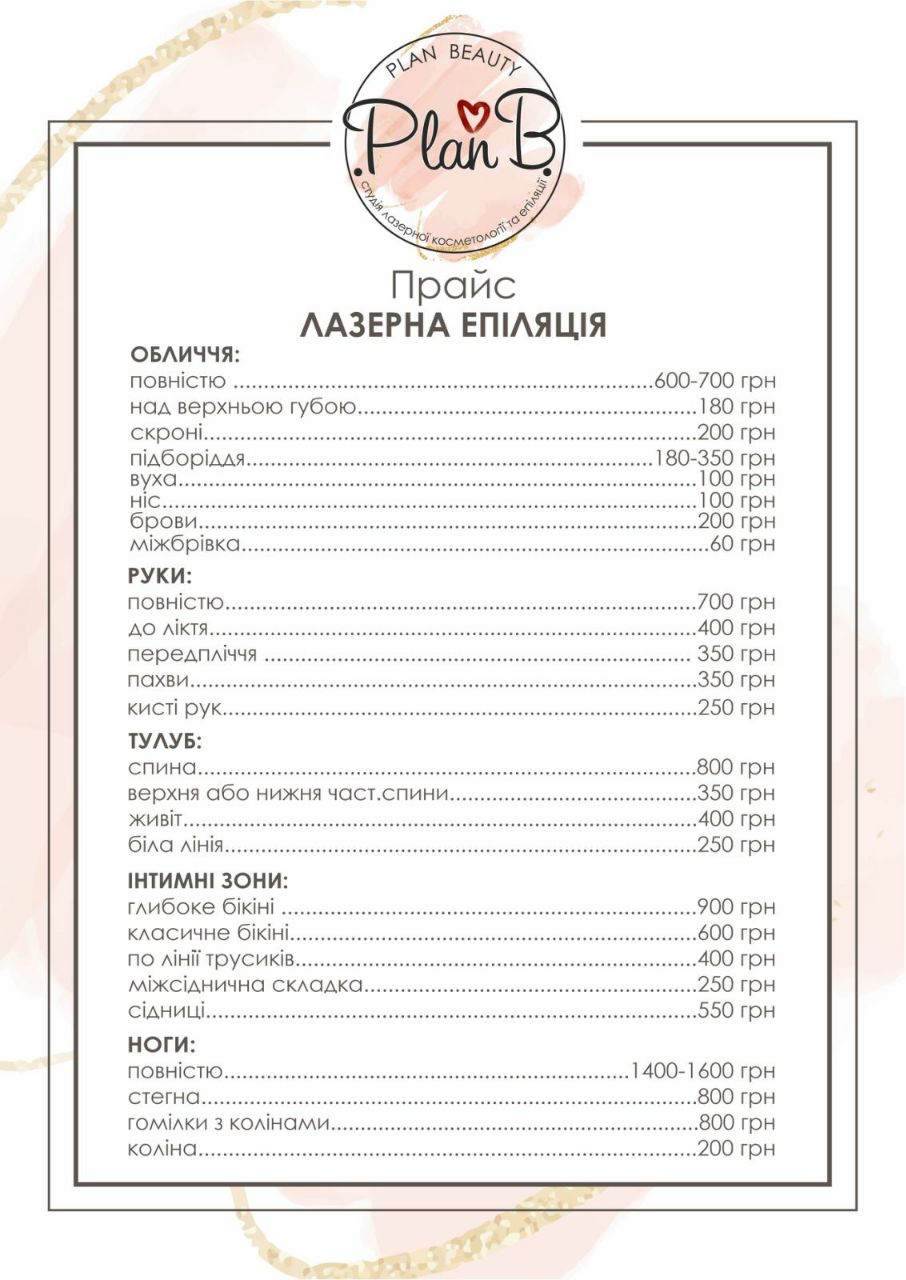 PLAN BEAUTY
Plan B
студія лазерної косметології та епіляції
Прайс
ЛАЗЕРНА ЕПІЛЯЦІЯ
ОБЛИЧЧЯ:
повністю ......................................................................600-700 грн
над верхньою губою........................................................180 грн
скроні..................................................................................200 грн
підборіддя....................................................................180-350 грн
вуха......................................................................................100 грн
ніс.........................................................................................100 грн
брови...................................................................................200 грн
міжбрівка..............................................................................60 грн
РУКИ:
повністю...............................................................................700 грн
до ліктя.................................................................................400 грн
передпліччя ....................................................................... 350 грн
пахви.....................................................................................350 грн
кисті рук................................................................................250 грн
ТУЛУБ:
спина....................................................................................800 грн
верхня або нижня част.спини.........................................350 грн
живіт......................................................................................400 грн
біла лінія...............................................................................250 грн
ІНТИМНІ ЗОНИ:
глибоке бікіні ......................................................................900 грн
класичне бікіні.....................................................................600 грн
по лінії трусиків...................................................................400 грн
міжсіднична складка.........................................................250 грн
сідниці...................................................................................550 грн
НОГИ:
повністю....................................................................1400-1600 грн
стегна....................................................................................800 грн
гомілки з колінами..............................................................800 грн
коліна....................................................................................200 грн